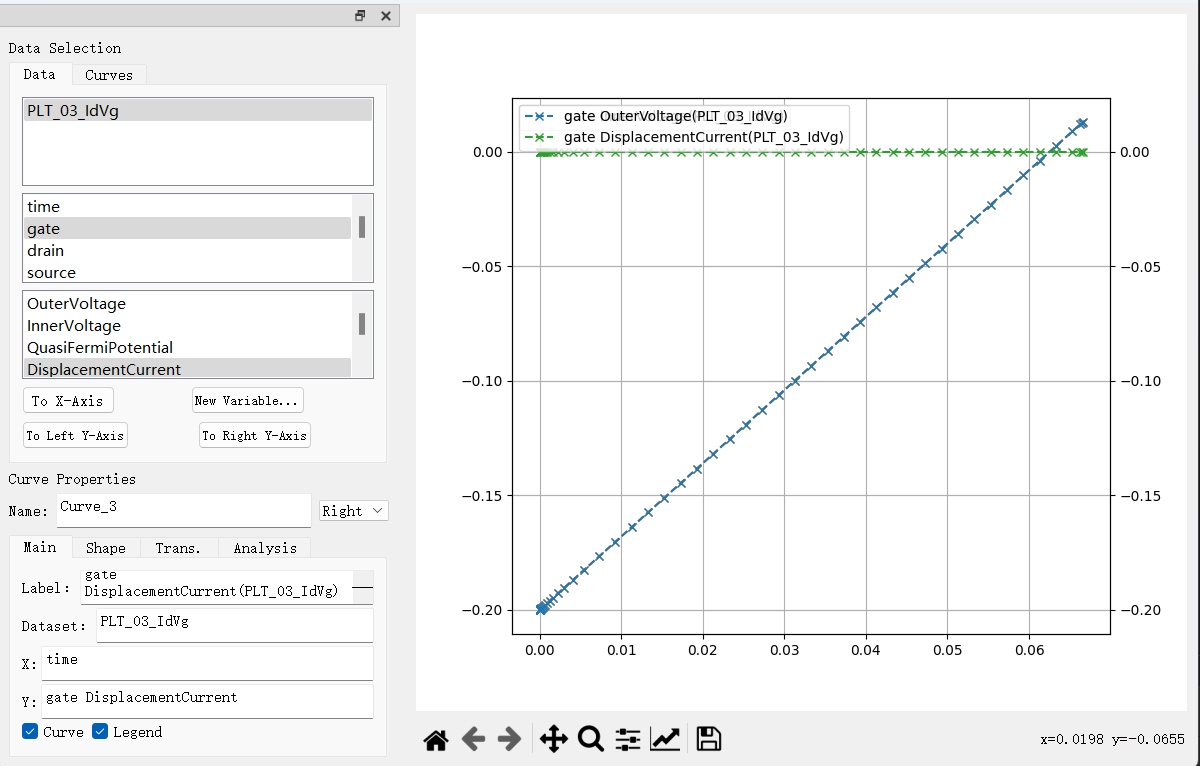 Data Selection
Data
Curves
PLT_03_IdVg
time
gate
drain
source
OuterVoltage
InnerVoltage
QuasiFermiPotential
DisplacementCurrent
To X-Axis
New Variable...
To Left Y-Axis
To Right Y-Axis
Curve Properties
Name:
Curve_3
Right
Main
Shape
Trans.
Analysis
Label:
gate
DisplacementCurrent(PLT_03_IdVg)
Dataset:
PLT_03_IdVg
X:
time
Y:
gate DisplacementCurrent
Curve
Legend
gate OuterVoltage(PLT_03_IdVg)
gate DisplacementCurrent(PLT_03_IdVg)
0.00
−0.05
−0.10
−0.15
−0.20
0.00
−0.05
−0.10
−0.15
−0.20
0.00
0.01
0.02
0.03
0.04
0.05
0.06
x=0.0198 y=-0.0655